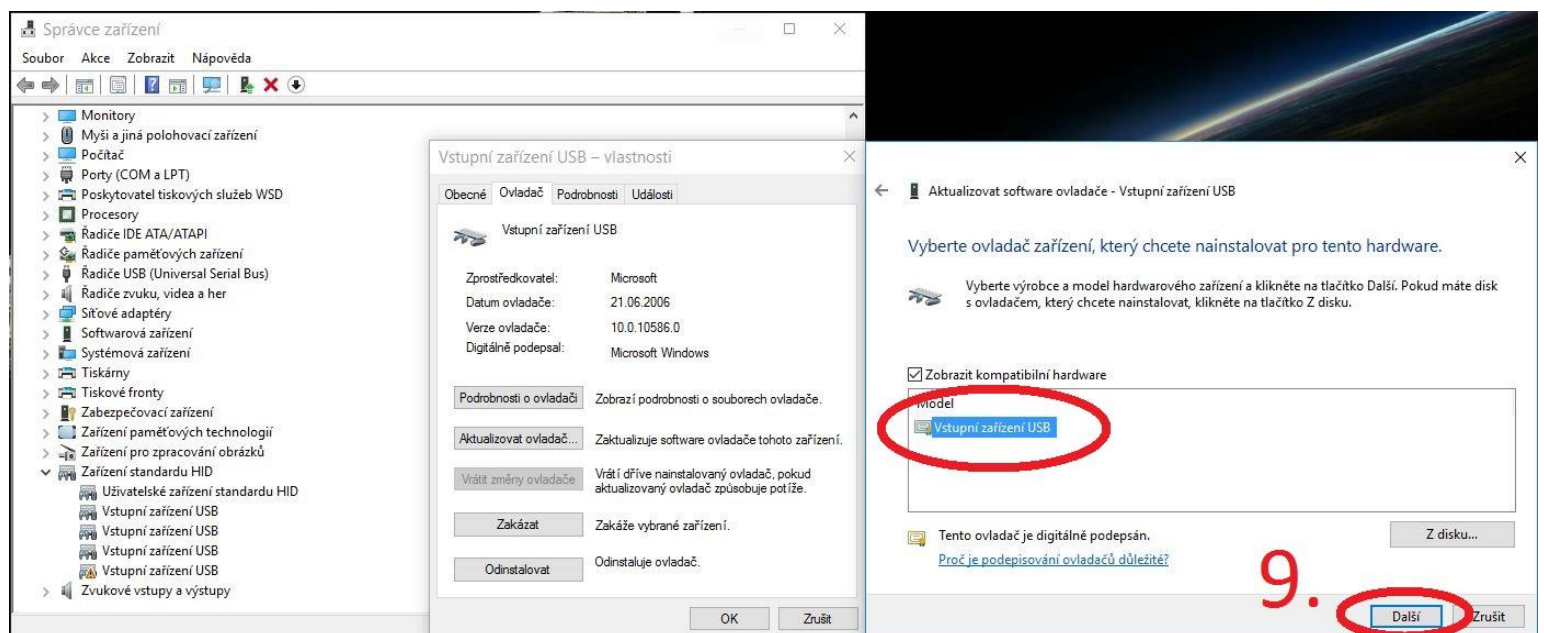 Správce zařízení
Soubor Akce Zobrazit Nápověda
Monitory
Myši a jiná polohovací zařízení
Počítač
Porty (COM a LPT)
Poskytovatel tiskových služeb WSD
Procesory
Řadiče IDE ATA/ATAPI
Řadiče paměťových zařízení
Řadiče USB (Universal Serial Bus)
Řadiče zvuku, videa a her
Síťové adaptéry
Softwarová zařízení
Systémová zařízení
Tiskárny
Tiskové fronty
Zabezpečovací zařízení
Zařízení paměťových technologií
Zařízení pro zpracování obrázků
Zařízení standardu HID
Uživatelské zařízení standardu HID
Vstupní zařízení USB
Vstupní zařízení USB
Vstupní zařízení USB
Vstupní zařízení USB
Zvukové vstupy a výstupy
Vstupní zařízení USB – vlastnosti
Obecné Ovladač Podrobnosti Události
Vstupní zařízení USB
Zprostředkovatel: Microsoft
Datum ovladače: 21.06.2006
Verze ovladače: 10.0.10586.0
Digitálně podepsal: Microsoft Windows
Podrobnosti o ovladači Zobrazí podrobnosti o souborech ovladače.
Aktualizovat ovladač... Zaktualizuje software ovladače tohoto zařízení.
Vrátit změny ovladače Vrátí dříve nainstalovaný ovladač, pokud
aktualizovaný ovladač způsobuje potíže.
Zakázat Zakáže vybrané zařízení.
Odinstalovat Odinstaluje ovladač.
OK Zrušit
Aktualizovat software ovladače - Vstupní zařízení USB
Vyberte ovladač zařízení, který chcete nainstalovat pro tento hardware.
Vyberte výrobce a model hardwarového zařízení a klikněte na tlačítko Další. Pokud máte disk
s ovladačem, který chcete nainstalovat, klikněte na tlačítko Z disku.
Zobrazit kompatibilní hardware
Model
Vstupní zařízení USB
Tento ovladač je digitálně podepsán.
Z disku...
Proč je podepisování ovladačů důležité?
9.
Další Zrušit